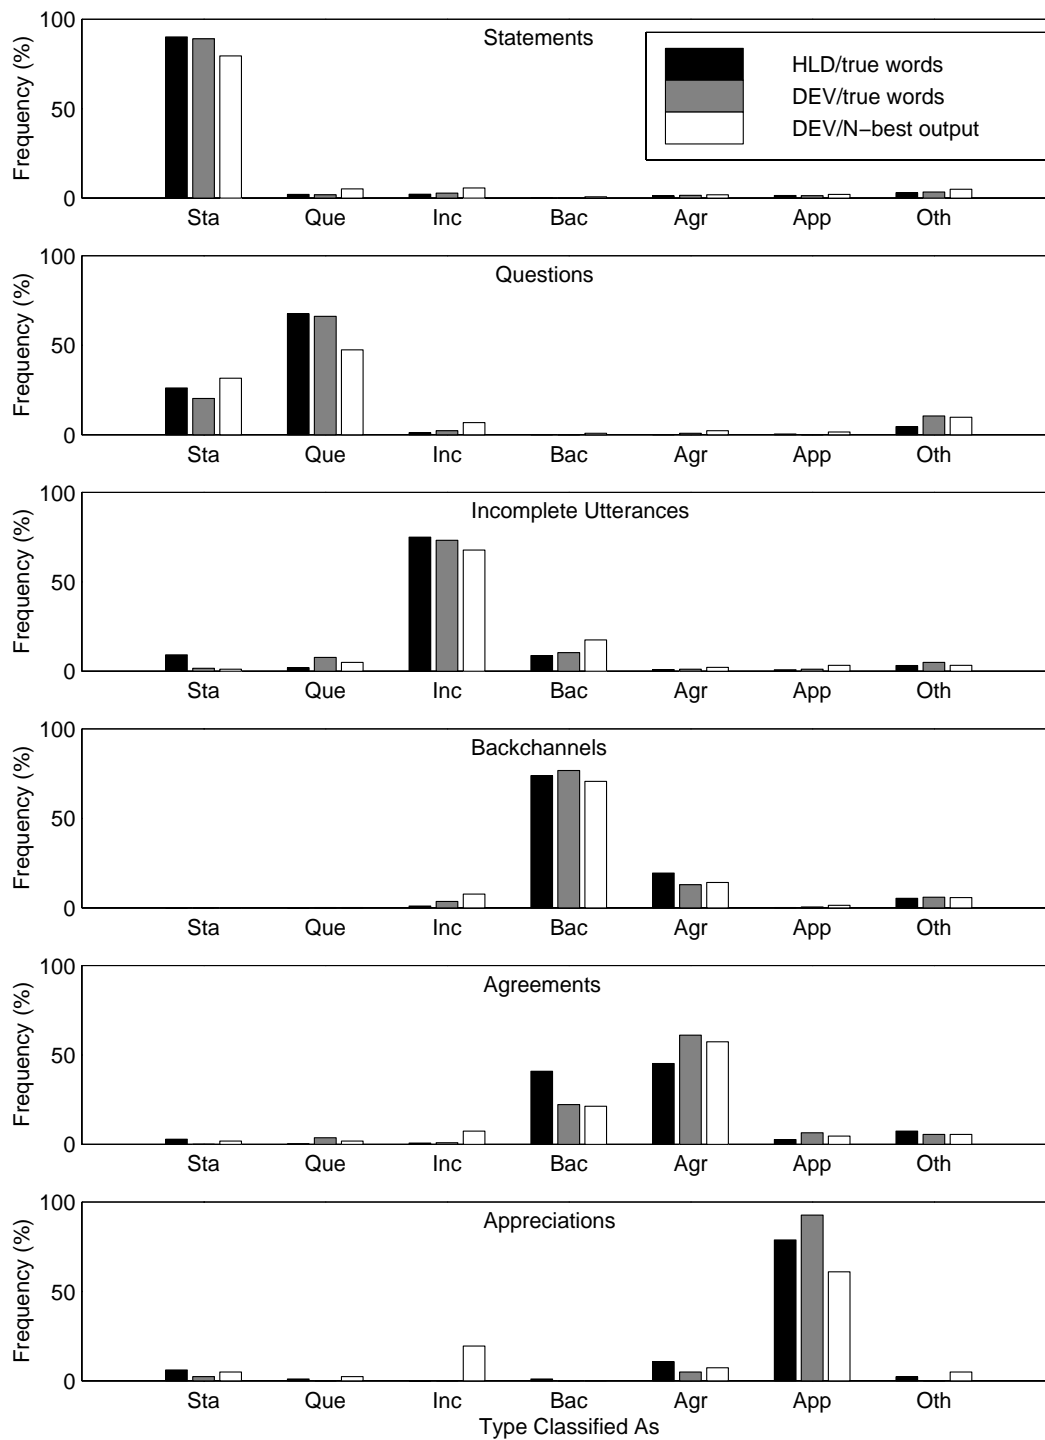 Statements
HLD/true words
DEV/true words
DEV/N−best output
Frequency (%)
100
50
0
Sta Que Inc Bac Agr App Oth
Questions
Frequency (%)
100
50
0
Sta Que Inc Bac Agr App Oth
Incomplete Utterances
Frequency (%)
100
50
0
Sta Que Inc Bac Agr App Oth
Backchannels
Frequency (%)
100
50
0
Sta Que Inc Bac Agr App Oth
Agreements
Frequency (%)
100
50
0
Sta Que Inc Bac Agr App Oth
Appreciations
Frequency (%)
100
50
0
Sta Que Inc Bac Agr App Oth
Type Classified As